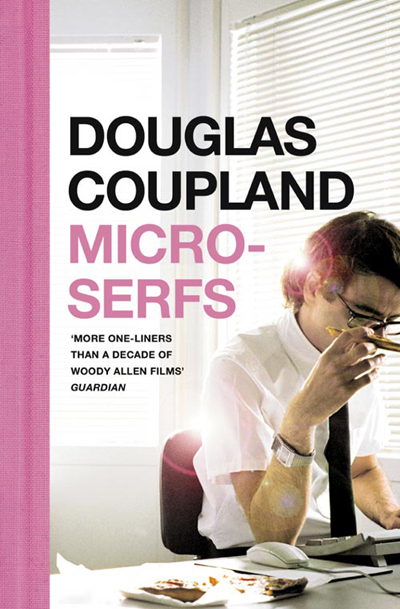 DOUGLAS
COUPLAND
MICRO-
SERFS
‘MORE ONE-LINERS
THAN A DECADE OF
WOODY ALLEN FILMS’
GUARDIAN